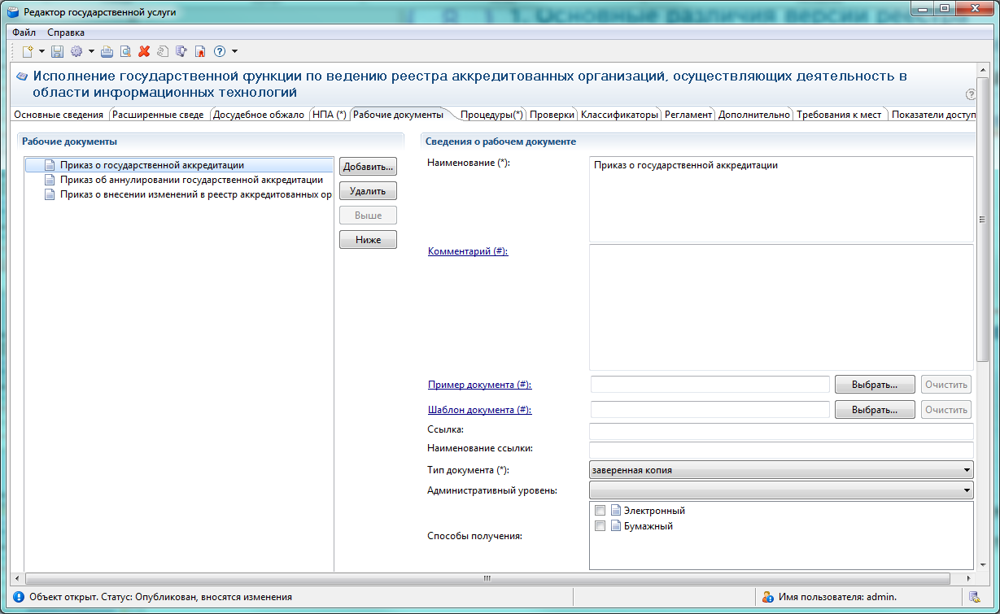 Редактор государственной услуги
1. Основные различия версии реестра
Файл Справка
Исполнение государственной функции по ведению реестра аккредитованных организаций, осуществляющих деятельность в
области информационных технологий
Основные сведения Расширенные сведе Досудебное обжало НПА (*) Рабочие документы Процедуры(*) Проверки Классификаторы Регламент Дополнительно Требования к мест Показатели доступ
Рабочие документы
Приказ о государственной аккредитации
Приказ об аннулировании государственной аккредитации
Приказ о внесении изменений в реестр аккредитованных ор
Добавить...
Удалить
Выше
Ниже
Сведения о рабочем документе
Наименование (*):
Приказ о государственной аккредитации
Комментарий (#):
Пример документа (#): Выбрать... Очистить
Шаблон документа (#): Выбрать... Очистить
Ссылка:
Наименование ссылки:
Тип документа (*): заверенная копия
Административный уровень:
Способы получения:
Электронный
Бумажный
Объект открыт. Статус: Опубликован, вносятся изменения
Имя пользователя: admin.